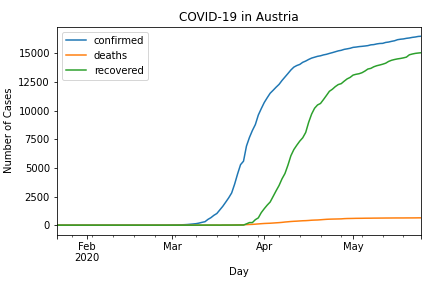 COVID-19 in Austria
confirmed
deaths
recovered
Number of Cases
15000
12500
10000
7500
5000
2500
0
Feb
2020
Mar
Apr
May
Day